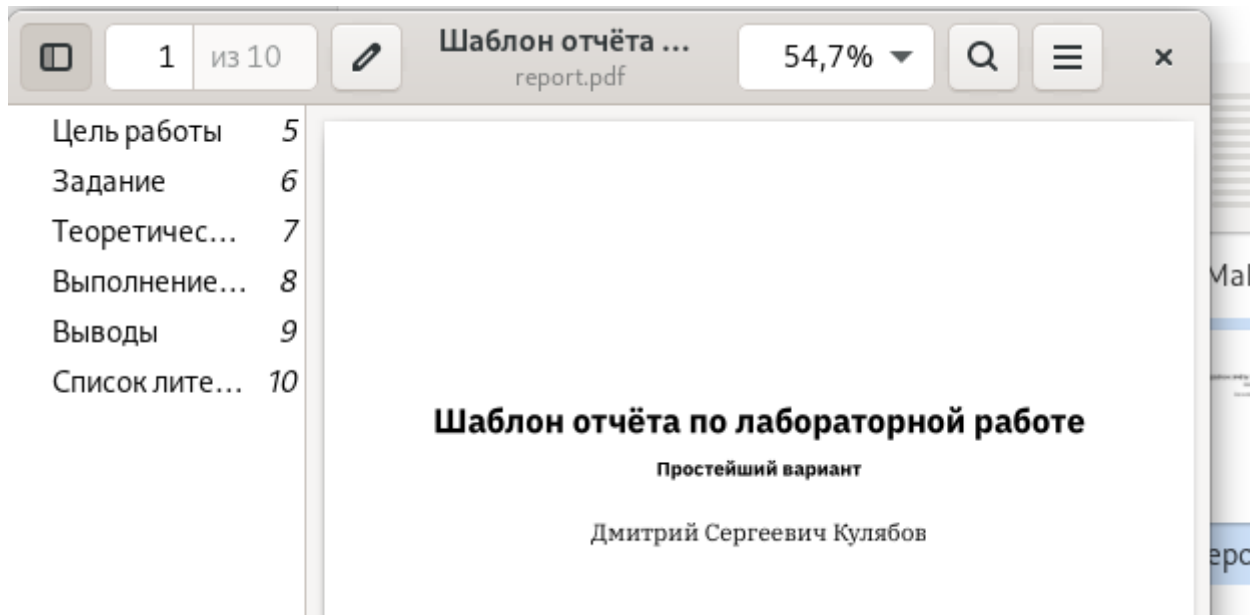 1 из 10 Шаблон отчёта ... 54,7%
report.pdf
Цель работы 5
Задание 6
Теоретичес... 7
Выполнение... 8
Выводы 9
Список лите... 10
Шаблон отчёта по лабораторной работе
Простейший вариант
Дмитрий Сергеевич Кулябов